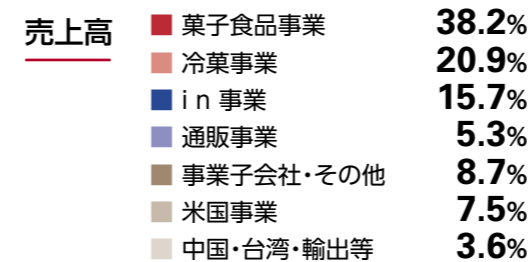 売上高
菓子食品事業 38.2%
冷菓事業 20.9%
in 事業 15.7%
通販事業 5.3%
事業子会社・その他 8.7%
米国事業 7.5%
中国・台湾・輸出等 3.6%